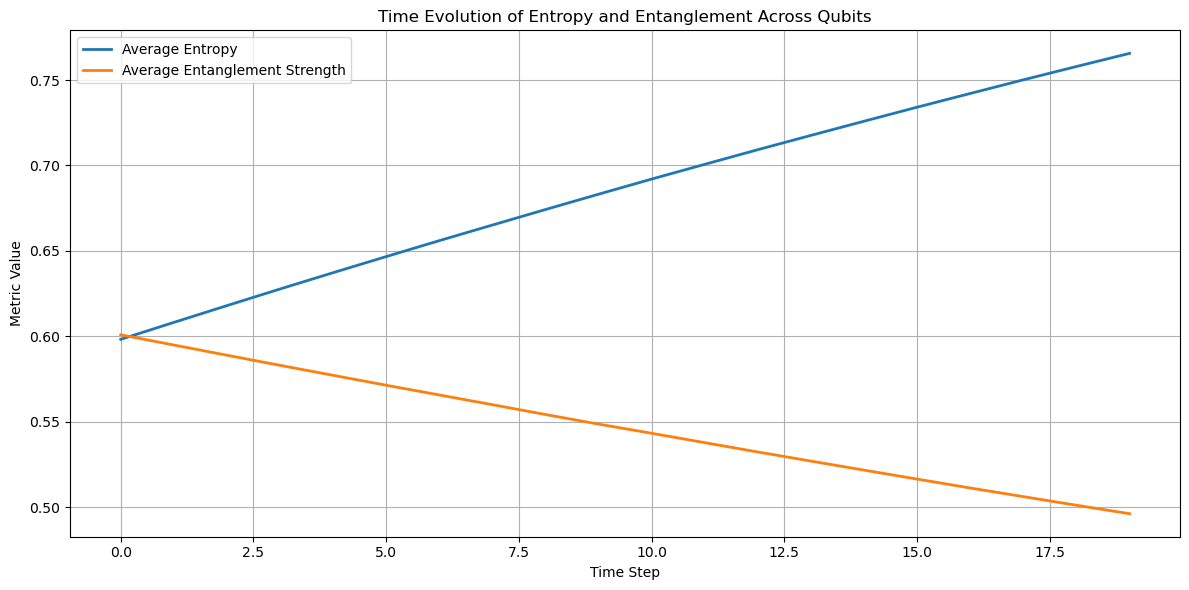 Time Evolution of Entropy and Entanglement Across Qubits
Average Entropy
Average Entanglement Strength
Metric Value
0.75
0.70
0.65
0.60
0.55
0.50
0.0 2.5 5.0 7.5 10.0 12.5 15.0 17.5
Time Step